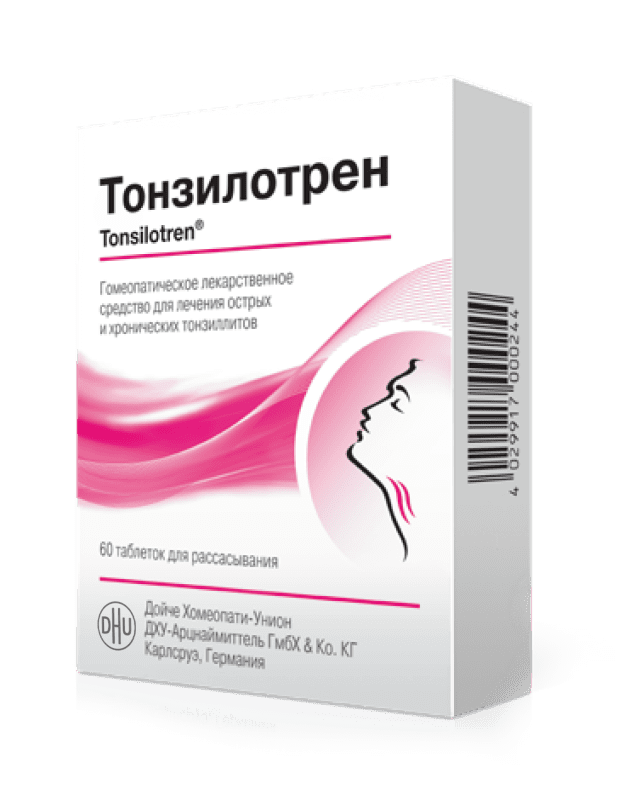 Тонзилотрен
Tonsilotren®
Гомеопатическое лекарственное
средство для лечения острых
и хронических тонзиллитов
60 таблеток для рассасывания
DHU
Дойче Хомеопати-Унион
ДХУ-Арцнаймиттель ГмбХ & Ко. КГ
Карлсруэ, Германия
4 029917 000244